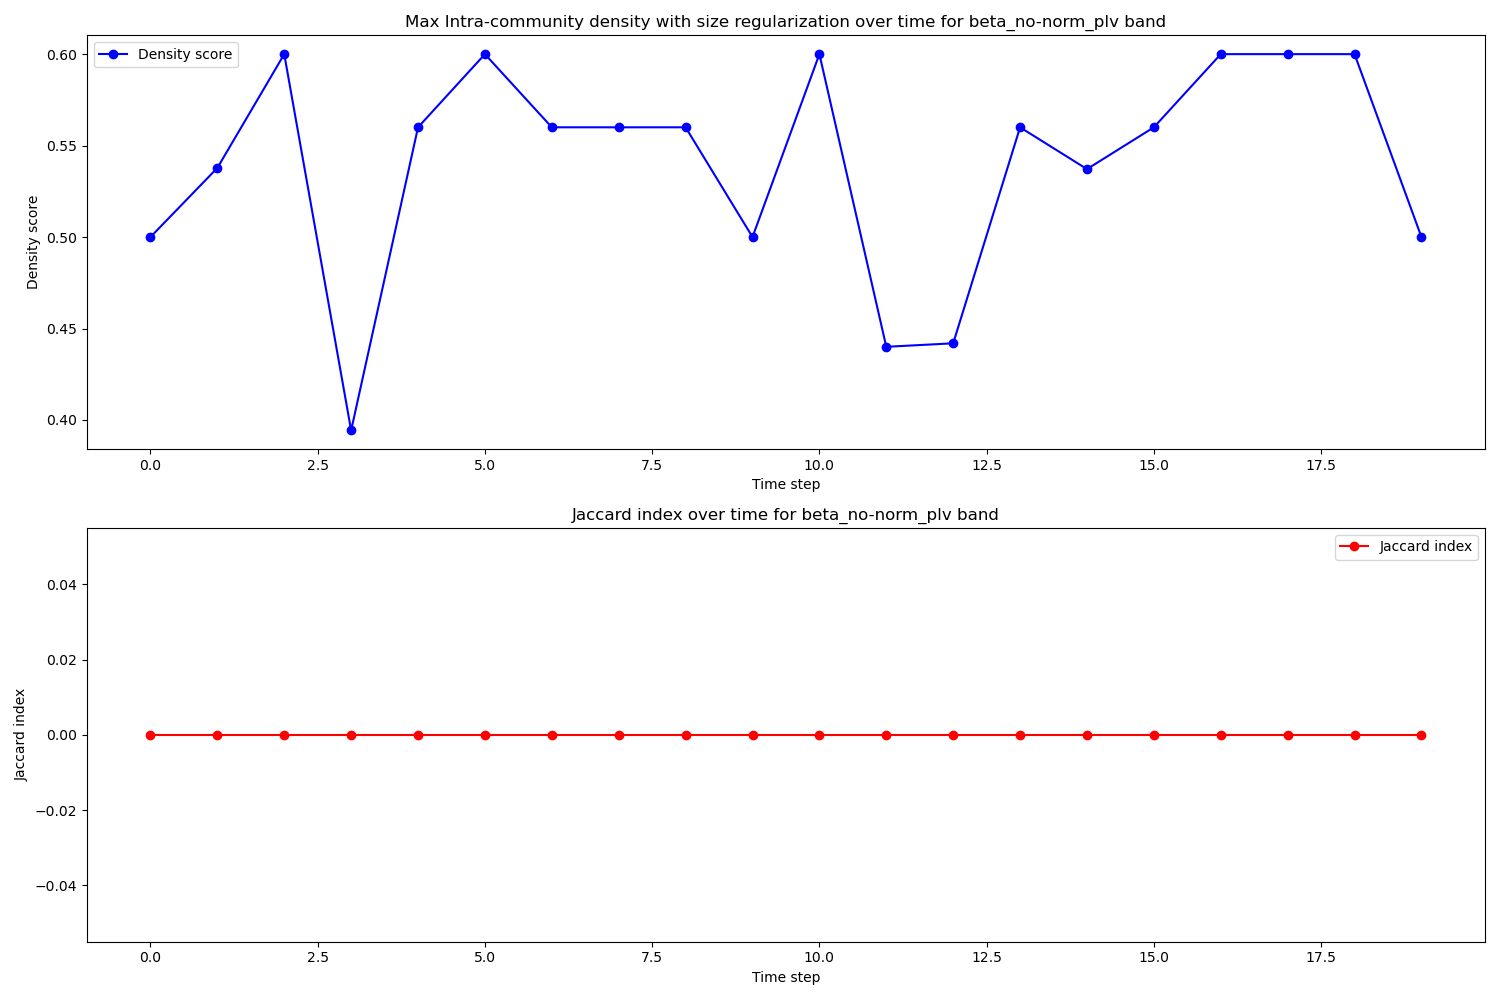 Max Intra-community density with size regularization over time for beta_no-norm_plv band
Density score
0.60
0.55
0.50
0.45
0.40
Density score
0.0 2.5 5.0 7.5 10.0 12.5 15.0 17.5
Time step
Jaccard index over time for beta_no-norm_plv band
Jaccard index
0.04
0.02
0.00
−0.02
−0.04
Jaccard index
0.0 2.5 5.0 7.5 10.0 12.5 15.0 17.5
Time step